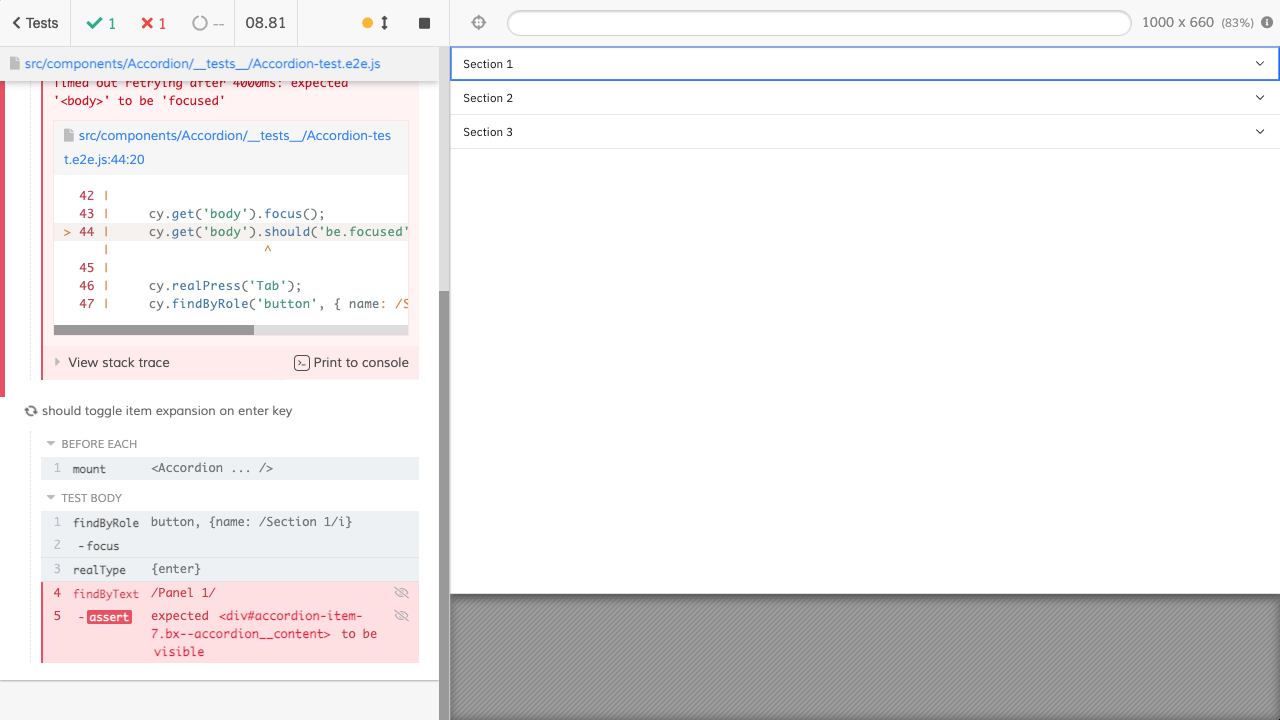 Tests
1
1
--
08.81
1000 x 660 (83%)
src/components/Accordion/__tests__/Accordion-test.e2e.js
Timed out retrying after 4000ms: expected
'<body>' to be 'focused'
src/components/Accordion/__tests__/Accordion-tes
t.e2e.js:44:20
42 |
43 | cy.get('body').focus();
> 44 | cy.get('body').should('be.focused'
| ^
45 |
46 | cy.realPress('Tab');
47 | cy.findByRole('button', { name: /S
View stack trace
Print to console
should toggle item expansion on enter key
BEFORE EACH
1 mount <Accordion ... />
TEST BODY
1 findByRole button, {name: /Section 1/i}
2 -focus
3 realType {enter}
4 findByText /Panel 1/
5 -assert expected <div#accordion-item-
7.bx--accordion__content> to be
visible
Section 1
Section 2
Section 3